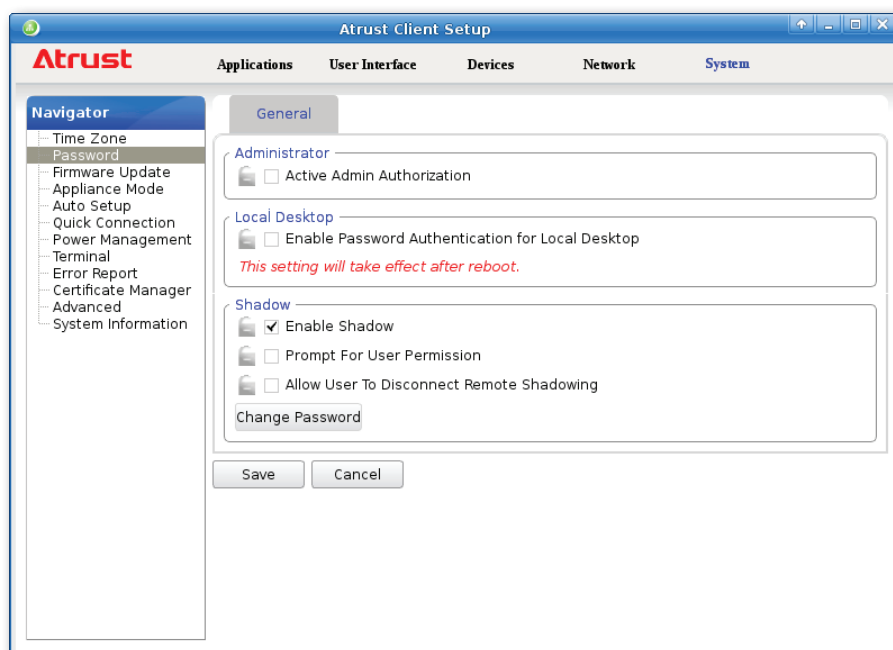 Atrust Client Setup
Atrust
Applications User Interface Devices Network System
Navigator
Time Zone
Password
Firmware Update
Appliance Mode
Auto Setup
Quick Connection
Power Management
Terminal
Error Report
Certificate Manager
Advanced
System Information
General
Administrator
Active Admin Authorization
Local Desktop
Enable Password Authentication for Local Desktop
This setting will take effect after reboot.
Shadow
Enable Shadow
Prompt For User Permission
Allow User To Disconnect Remote Shadowing
Change Password
Save Cancel